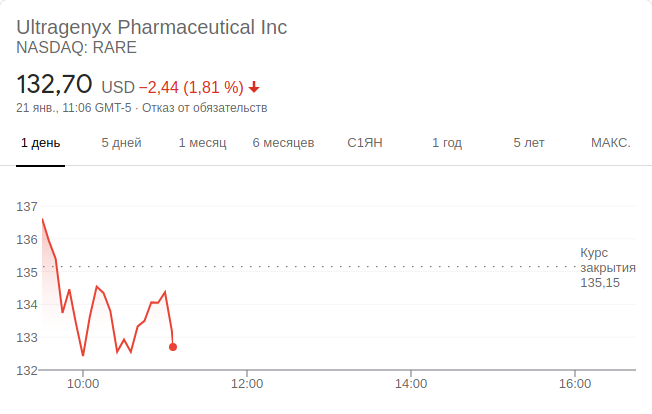 Ultragenyx Pharmaceutical Inc
NASDAQ: RARE
132,70 USD −2,44 (1,81 %)
21 янв., 11:06 GMT-5 · Отказ от обязательств
1 день 5 дней 1 месяц 6 месяцев С1ЯН 1 год 5 лет МАКС.
137
136
Курс
135 закрытия
135,15
134
133
132
10:00 12:00 14:00 16:00